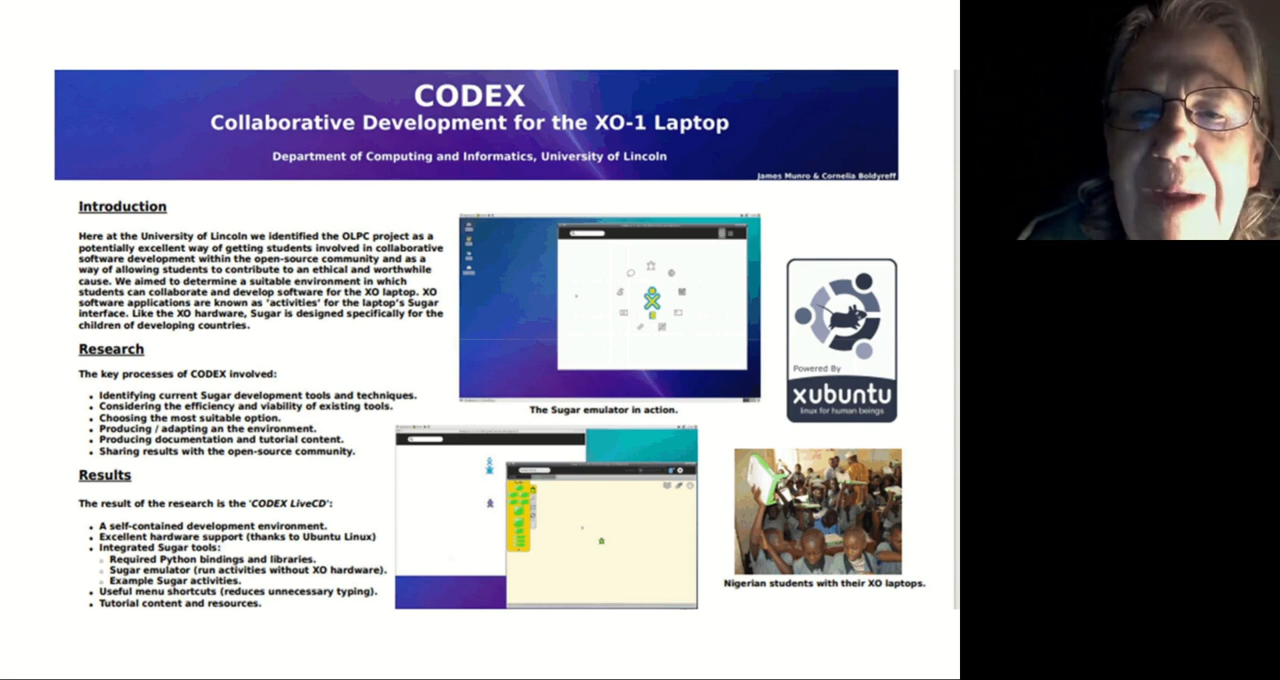 CODEX
Collaborative Development for the XO-1 Laptop
Department of Computing and Informatics, University of Lincoln
James Munro & Cornelia Boldyreff
Introduction
Here at the University of Lincoln we identified the OLPC project as a
potentially excellent way of getting students involved in collaborative
software development within the open-source community and as a
way of allowing students to contribute to an ethical and worthwhile
cause. We aimed to determine a suitable environment in which
students can collaborate and develop software for the XO laptop. XO
software applications are known as 'activities' for the laptop's Sugar
interface. Like the XO hardware, Sugar is designed specifically for the
children of developing countries.
Research
The key processes of CODEX involved:
• Identifying current Sugar development tools and techniques.
• Considering the efficiency and viability of existing tools.
• Choosing the most suitable option.
• Producing / adapting an the environment.
• Producing documentation and tutorial content.
• Sharing results with the open-source community.
Results
The result of the research is the 'CODEX LiveCD':
• A self-contained development environment.
• Excellent hardware support (thanks to Ubuntu Linux)
• Integrated Sugar tools:
Required Python bindings and libraries.
Sugar emulator (run activities without XO hardware).
Example Sugar activities.
• Useful menu shortcuts (reduces unnecessary typing).
• Tutorial content and resources.
The Sugar emulator in action.
Powered By
xubuntu
linux for human beings
Nigerian students with their XO laptops.